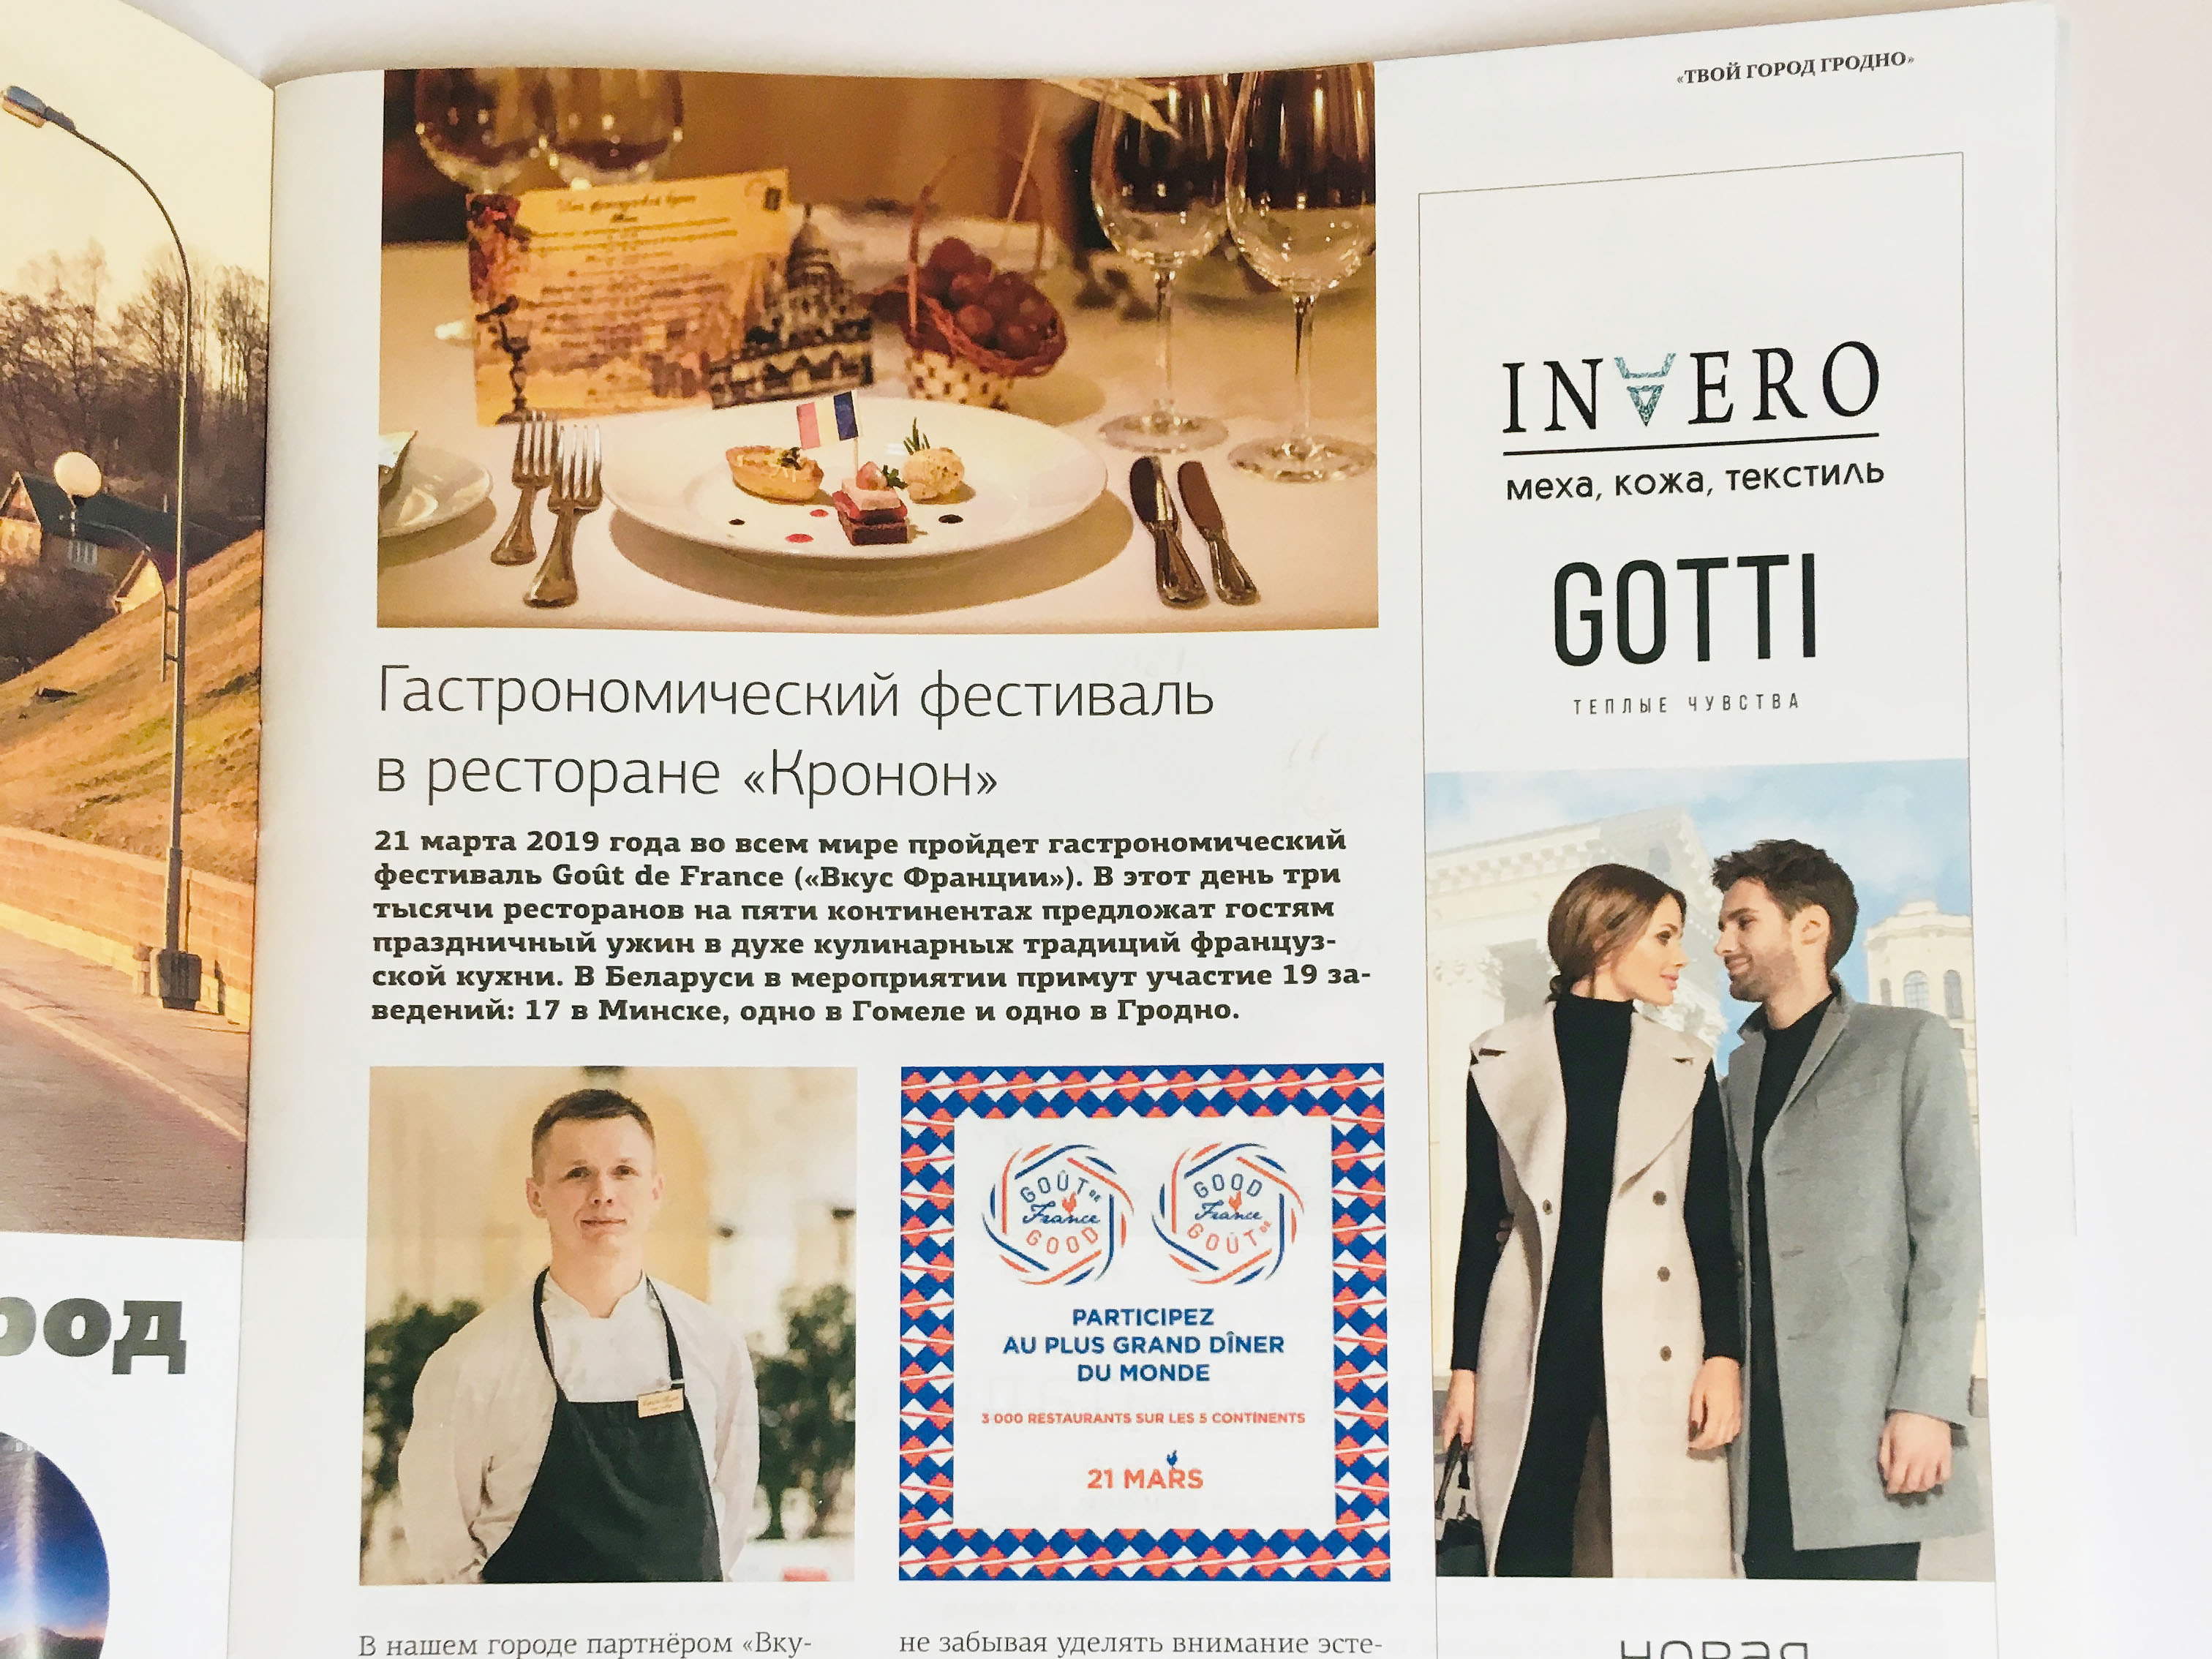 «ТВОЙ ГОРОД ГРОДНО»
Гастрономический фестиваль
в ресторане «Кронон»
21 марта 2019 года во всем мире пройдет гастрономический
фестиваль Goût de France («Вкус Франции»). В этот день три
тысячи ресторанов на пяти континентах предложат гостям
праздничный ужин в духе кулинарных традиций француз-
ской кухни. В Беларуси в мероприятии примут участие 19 за-
ведений: 17 в Минске, одно в Гомеле и одно в Гродно.
GOÛT DE
France
GOOD
GOOD
France
GOÛT DE
PARTICIPEZ
AU PLUS GRAND DÎNER
DU MONDE
3 000 RESTAURANTS SUR LES 5 CONTINENTS
21 MARS
В нашем городе партнёром «Вку-
не забывая уделять внимание эсте-
INVERO
меха, кожа, текстиль
GOTTI
ТЕПЛЫЕ ЧУВСТВА
новая
род